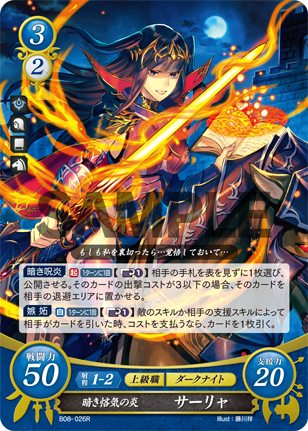 3
2
SAMPLE
もしも私を裏切ったら…覚悟しておいて…
暗き呪炎 起 1ターンに1回 [1] 相手の手札を表を見ずに1枚選び、
公開させる。そのカードの出撃コストが3以下の場合、そのカードを
相手の退避エリアに置かせる。
嫉妬 自 1ターンに1回 [1] 敵のスキルか相手の支援スキルによって
相手がカードを引いた時、コストを支払うなら、カードを1枚引く。
戦闘力
50
射程 1-2
上級職
ダークナイト
支援力
20
暗き悋気の炎 サーリャ
B08-026R
Illust:藤川祥